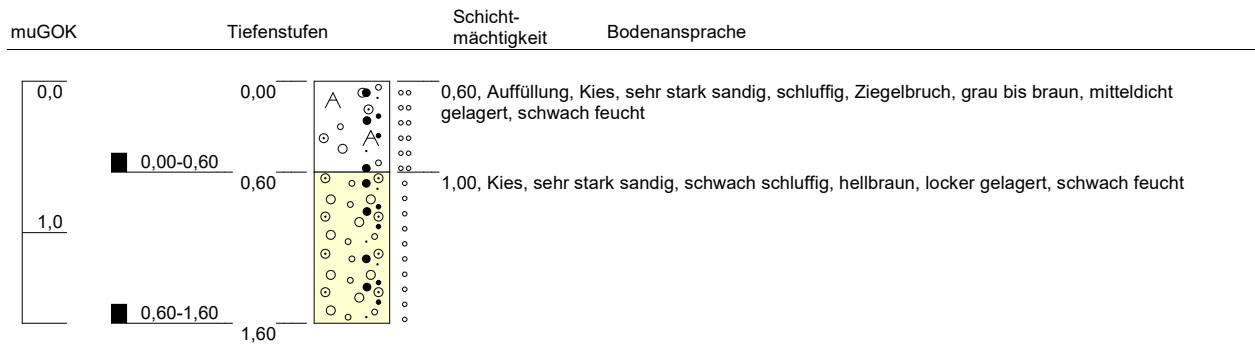 muGOK Tiefenstufen Schicht-
mächtigkeit Bodenansprache
0,0 0,00 0,60, Auffüllung, Kies, sehr stark sandig, schluffig, Ziegelbruch, grau bis braun, mitteldicht
gelagert, schwach feucht
A
A
0,00-0,60
0,60 1,00, Kies, sehr stark sandig, schwach schluffig, hellbraun, locker gelagert, schwach feucht
1,0
0,60-1,60
1,60